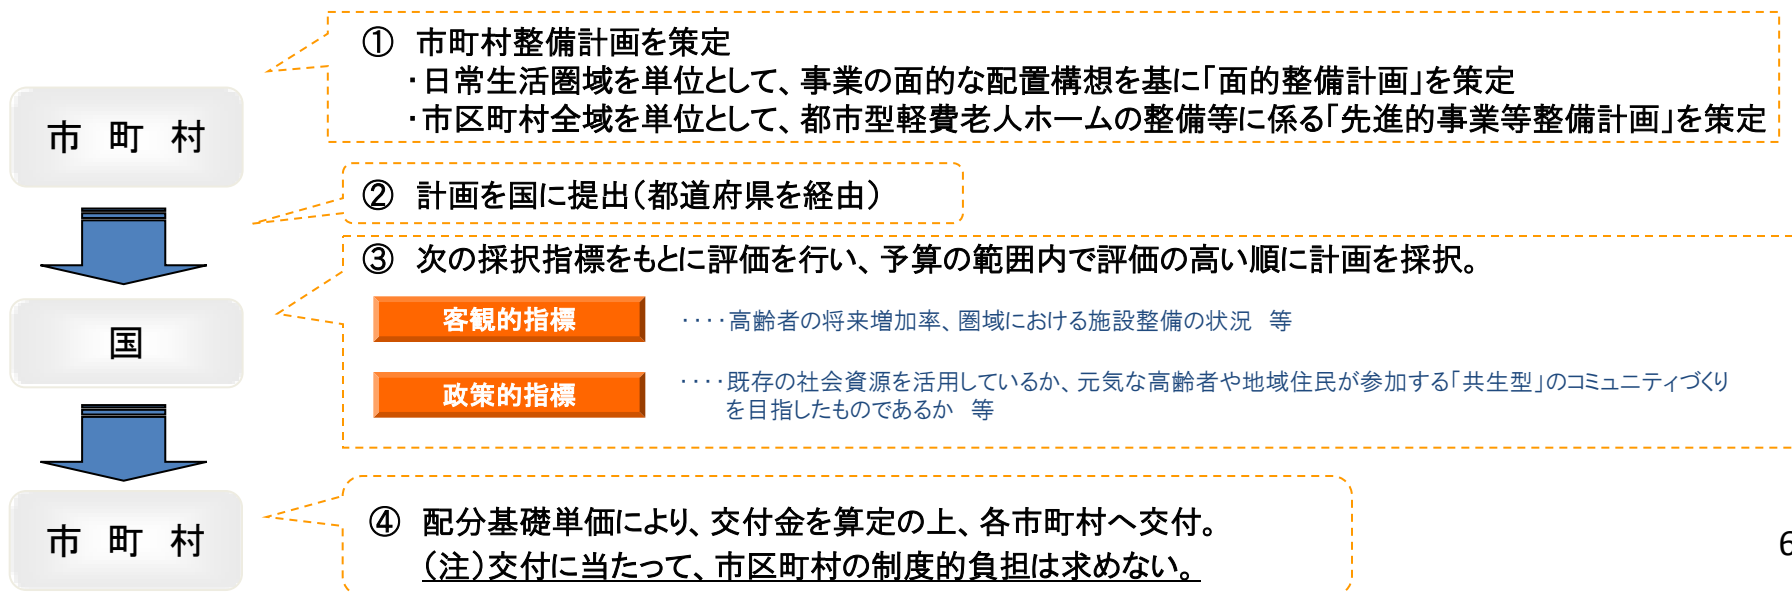 ① 市町村整備計画を策定
・日常生活圏域を単位として、事業の面的な配置構想を基に「面的整備計画」を策定
・市区町村全域を単位として、都市型軽費老人ホームの整備等に係る「先進的事業等整備計画」を策定
市 町 村
② 計画を国に提出（都道府県を経由）
③ 次の採択指標をもとに評価を行い、予算の範囲内で評価の高い順に計画を採択。
客観的指標
‥‥高齢者の将来増加率、圏域における施設整備の状況 等
国
政策的指標
‥‥既存の社会資源を活用しているか、元気な高齢者や地域住民が参加する「共生型」のコミュニティづくり
を目指したものであるか 等
④ 配分基礎単価により、交付金を算定の上、各市町村へ交付。
市 町 村
（注）交付に当たって、市区町村の制度的負担は求めない。
6